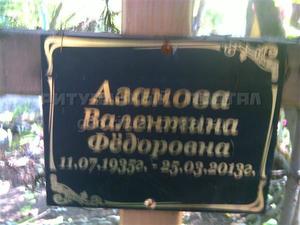 Азанова
Валентина
Фёдоровна
11.07.1935г. - 25.03.2013г.